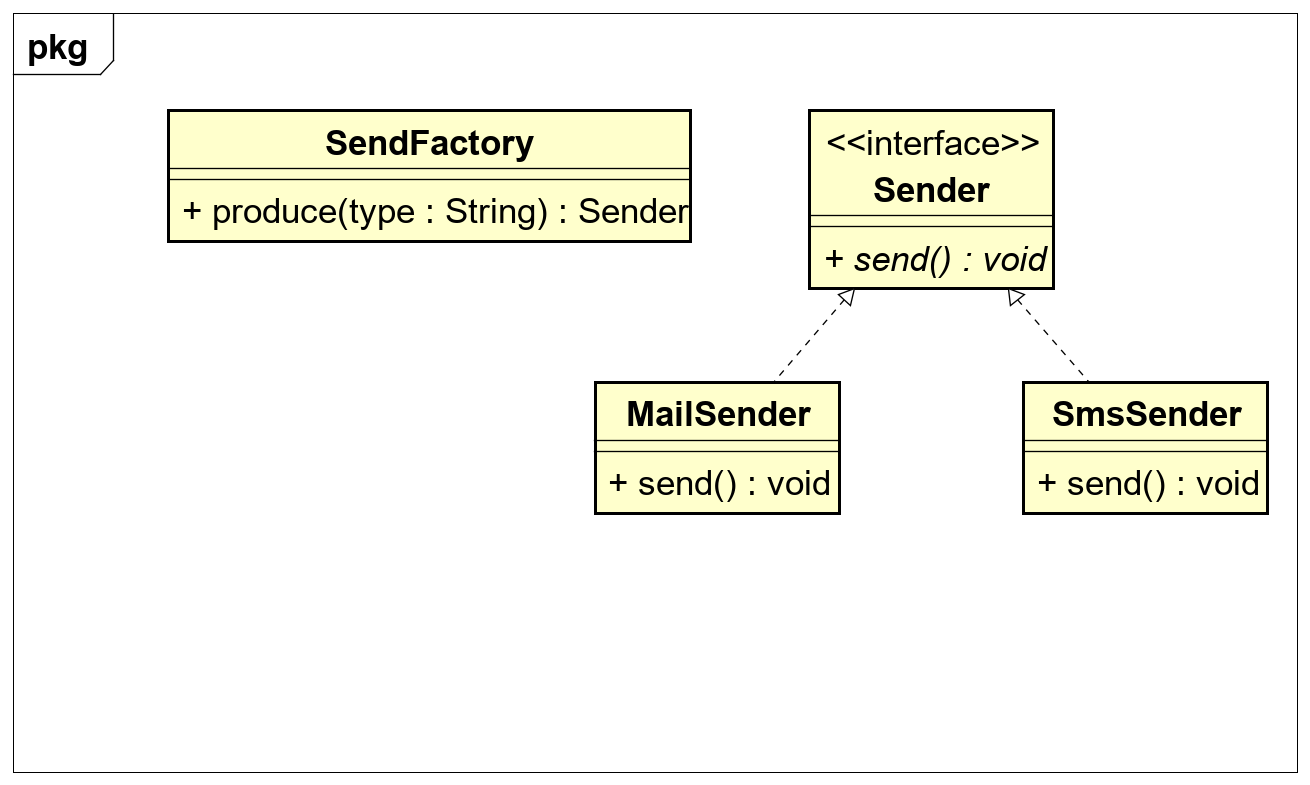 pkg
SendFactory
+ produce(type : String) : Sender
<<interface>>
Sender
+ send() : void
MailSender
+ send() : void
SmsSender
+ send() : void